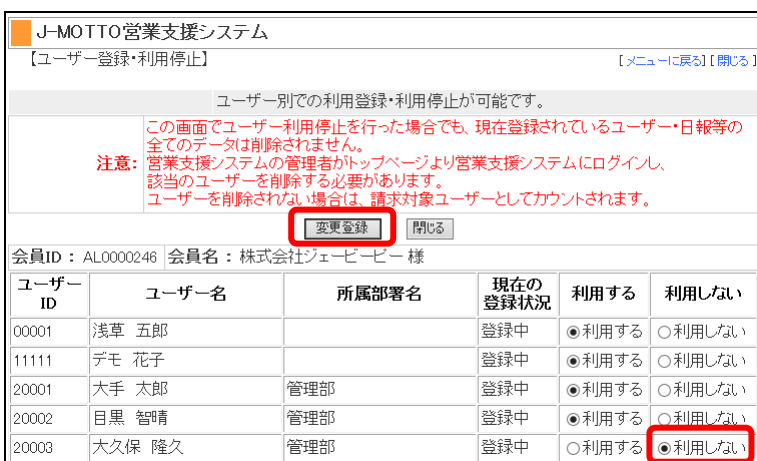 J-MOTTO営業支援システム
【ユーザー登録・利用停止】 [メニューに戻る] [閉じる]
ユーザー別での利用登録・利用停止が可能です。
この画面でユーザー利用停止を行った場合でも、現在登録されているユーザー・日報等の
全てのデータは削除されません。
注意: 営業支援システムの管理者がトップページより営業支援システムにログインし、
該当のユーザーを削除する必要があります。
ユーザーを削除されない場合は、請求対象ユーザーとしてカウントされます。
変更登録 閉じる
会員ID : AL0000246 会員名 : 株式会社ジェービーピー 様
ユーザーID ユーザー名 所属部署名 現在の登録状況 利用する 利用しない
00001 浅草 五郎 登録中 利用する 利用しない
11111 デモ 花子 登録中 利用する 利用しない
20001 大手 太郎 管理部 登録中 利用する 利用しない
20002 目黒 智晴 管理部 登録中 利用する 利用しない
20003 大久保 隆久 管理部 登録中 利用する 利用しない